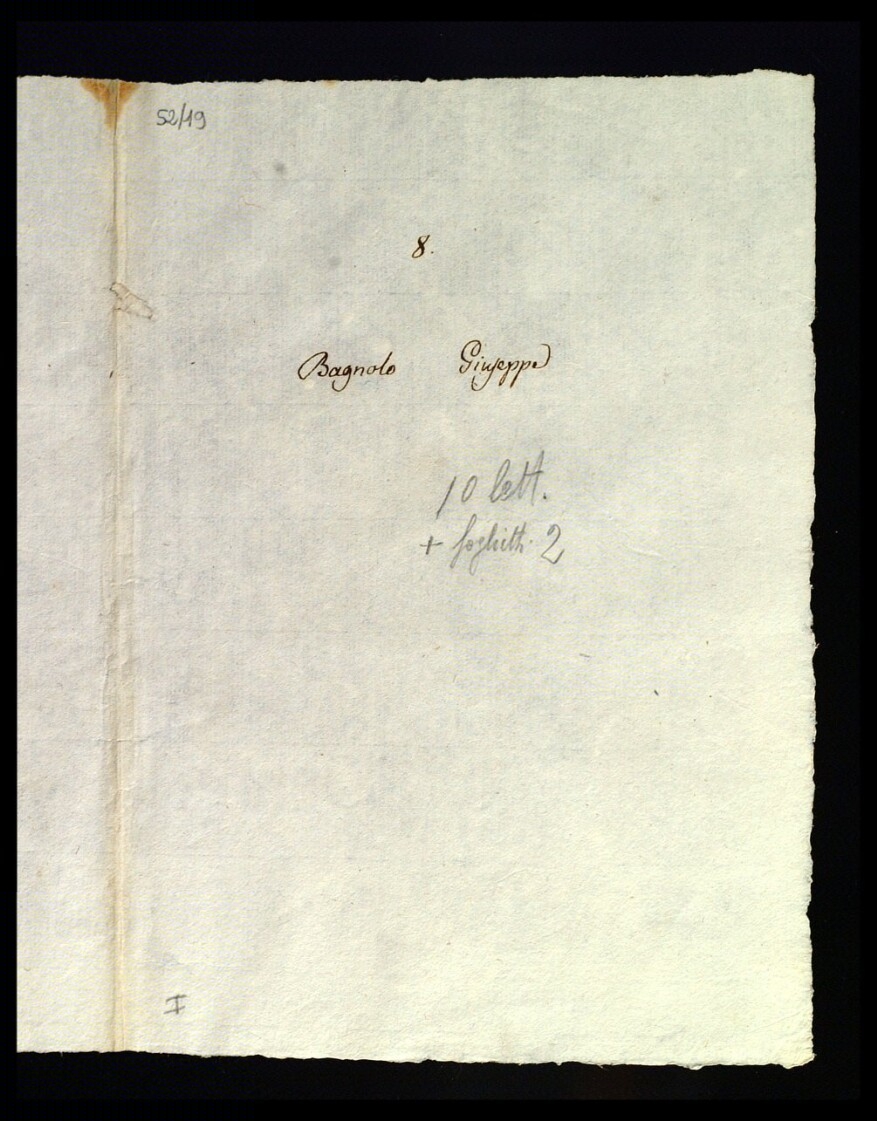 52/19
8.
Bagnolo Giuseppe
10 lett.
+ foglietti 2
I